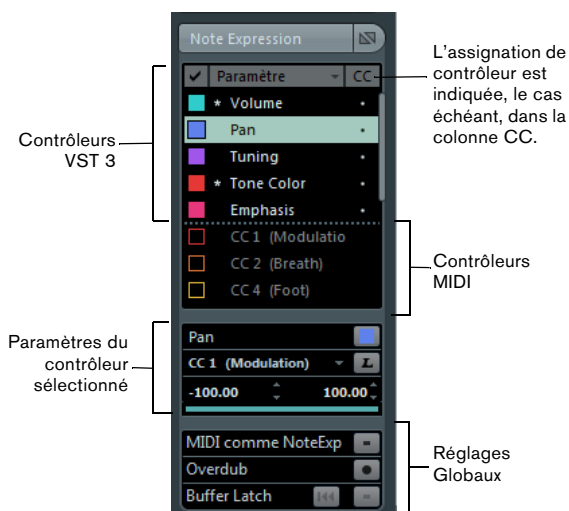 Note Expression
Paramètre CC
* Volume
Pan
Tuning
* Tone Color
Emphasis
CC 1 (Modulatio
CC 2 (Breath)
CC 4 (Foot)
Pan
CC 1 (Modulation) L
-100.00 100.00
MIDI comme NoteExp
Overdub
Buffer Latch
Contrôleurs
VST 3
Paramètres du
contrôleur
sélectionné
L'assignation de
contrôleur est
indiquée, le cas
échéant, dans la
colonne CC.
Contrôleurs
MIDI
Réglages
Globaux